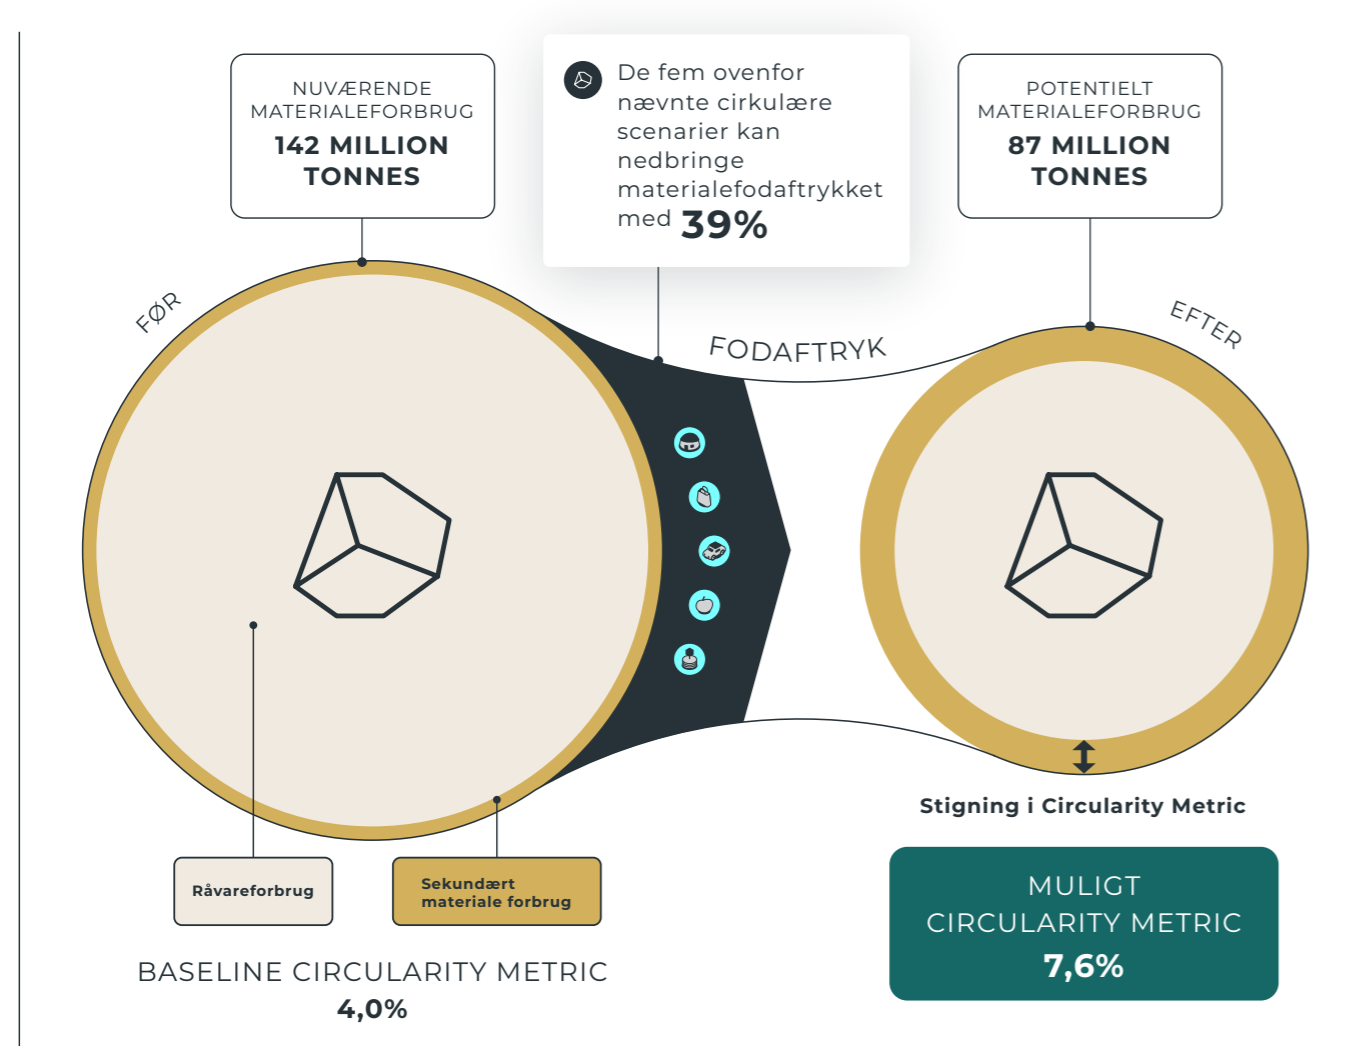 NUVÆRENDE
MATERIALEFORBRUG
142 MILLION
TONNES
De fem ovenfor
nævnte cirkulære
scenarier kan
nedbringe
materialefodaftrykket
med 39%
POTENTIELT
MATERIALEFORBRUG
87 MILLION
TONNES
FØR
FODAFTRYK
EFTER
Stigning i Circularity Metric
Råvareforbrug
Sekundært
materiale forbrug
BASELINE CIRCULARITY METRIC
4,0%
MULIGT
CIRCULARITY METRIC
7,6%